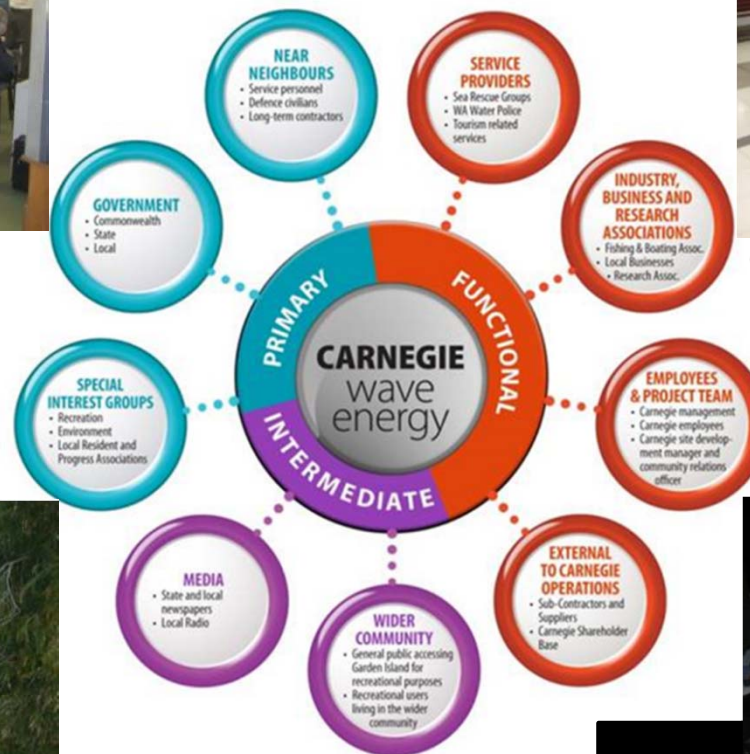 NEAR
NEIGHBOURS
• Service personnel
• Defence civilians
• Long-term contractors
SERVICE
PROVIDERS
• Sea Rescue Groups
• WA Water Police
• Tourism related
services
GOVERNMENT
• Commonwealth
• State
• Local
INDUSTRY,
BUSINESS AND
RESEARCH
ASSOCIATIONS
• Fishing & Boating Assoc.
• Local Businesses
• Research Assoc.
PRIMARY
FUNCTIONAL
INTERMEDIATE
CARNEGIE
wave
energy
SPECIAL
INTEREST GROUPS
• Recreation
• Environment
• Local Resident and
Progress Associations
EMPLOYEES
& PROJECT TEAM
• Carnegie management
• Carnegie employees
• Carnegie site develop-
ment manager and
community relations
officer
MEDIA
• State and local
newspapers
• Local Radio
WIDER
COMMUNITY
• General public accessing
Garden Island for
recreational purposes
• Recreational users
living in the wider
community
EXTERNAL
TO CARNEGIE
OPERATIONS
• Sub-Contractors and
Suppliers
• Carnegie Shareholder
Base